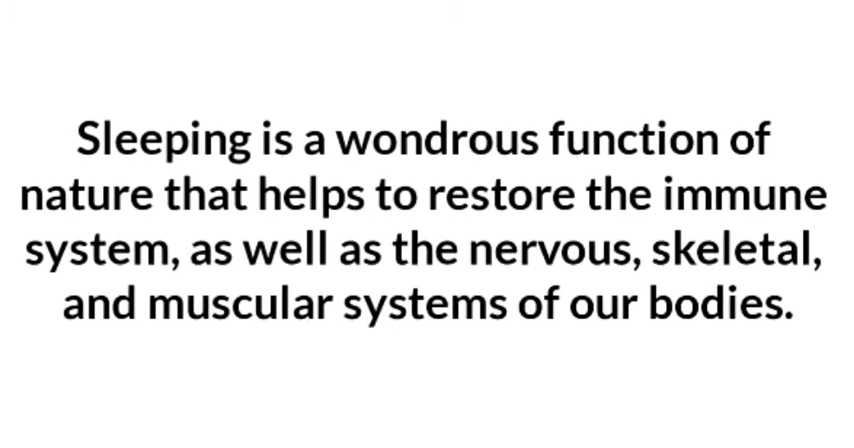 Sleeping is a wondrous function of
nature that helps to restore the immune
system, as well as the nervous, skeletal,
and muscular systems of our bodies.